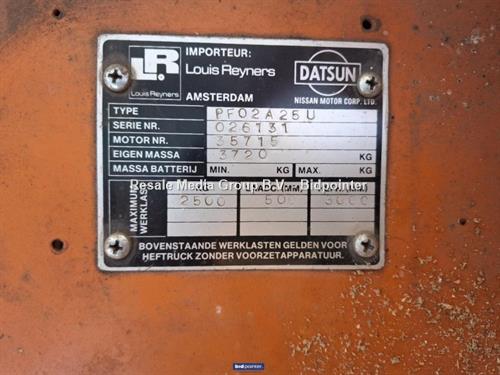 LR
IMPORTEUR:
Louis Reyners
Louis Reyners
AMSTERDAM
DATSUN
NISSAN MOTOR CORP. LTD.
TYPE PF02A25U
SERIE NR. 026131
MOTOR NR. 35715
EIGEN MASSA 3720 KG
MASSA BATTERIJ MIN. KG MAX. KG
Resale Media Group B.V. - Bidpointer
MAXIMUM WERKLAST
2500 500 3000
BOVENSTAANDE WERKLASTEN GELDEN VOOR
HEFTRUCK ZONDER VOORZETAPPARATUUR.
bidpointer